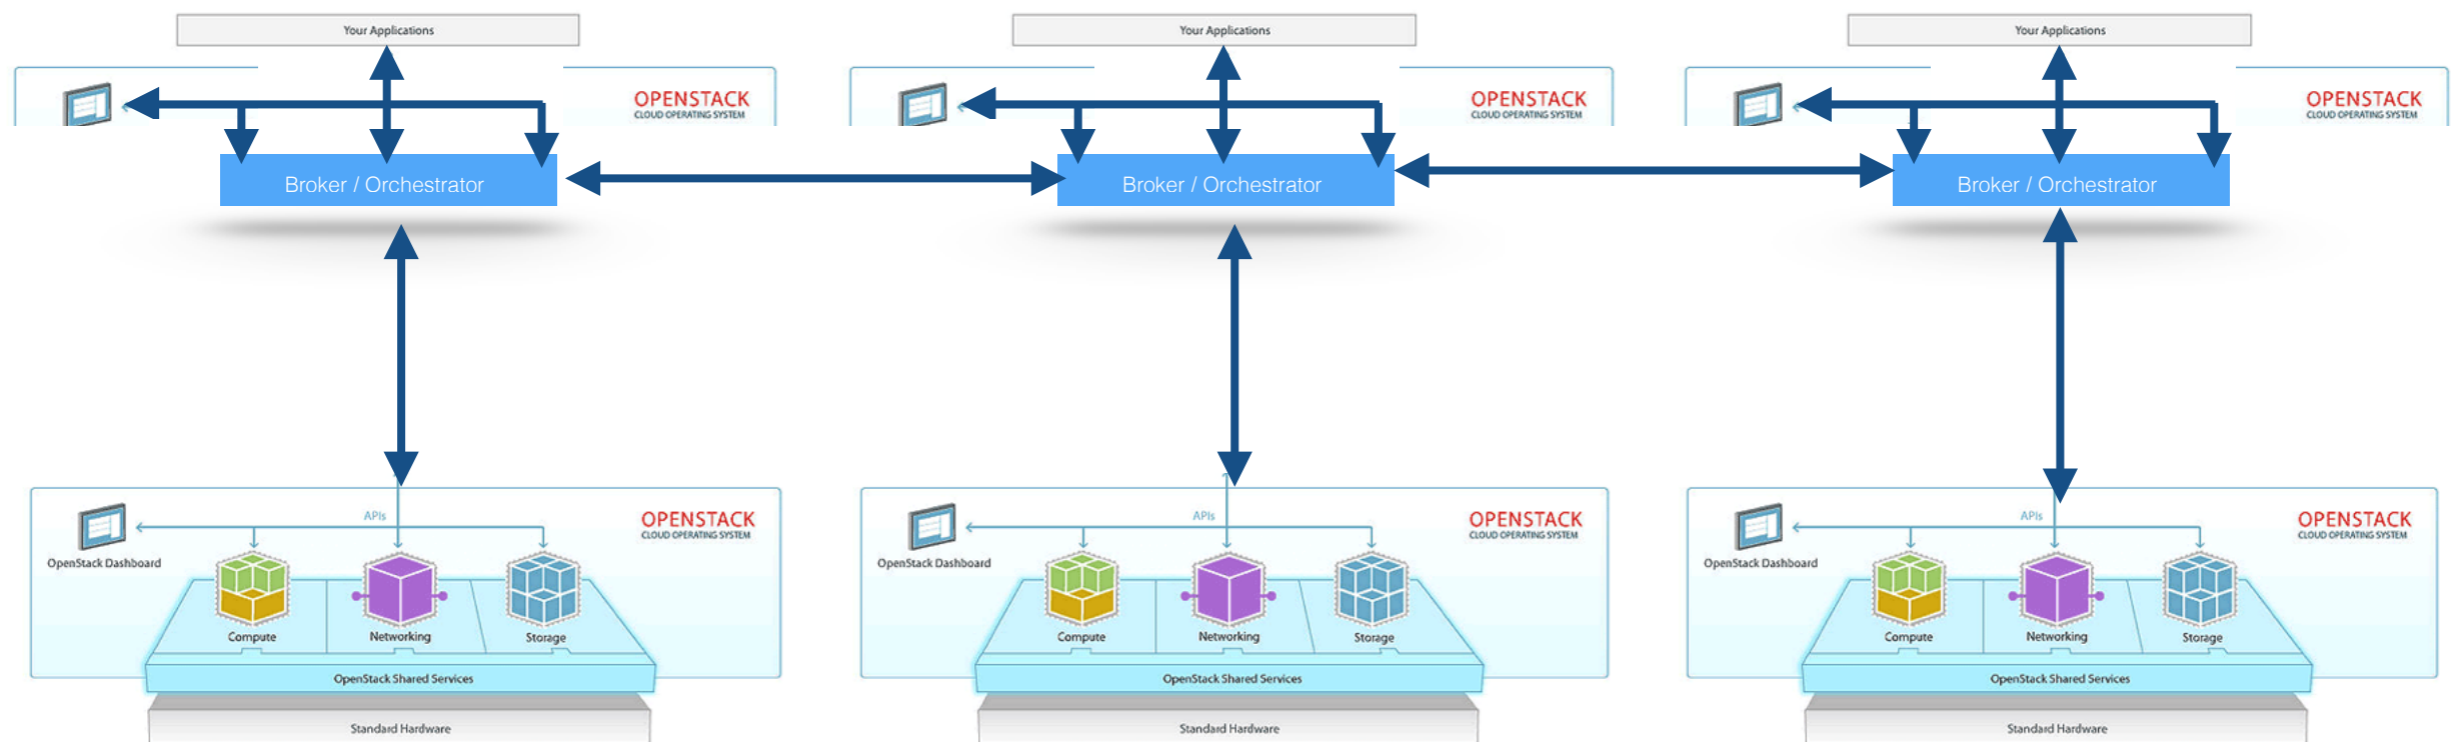 Your Applications
Your Applications
Your Applications
OPENSTACK
CLOUD OPERATING SYSTEM
OPENSTACK
CLOUD OPERATING SYSTEM
OPENSTACK
CLOUD OPERATING SYSTEM
Broker / Orchestrator
Broker / Orchestrator
Broker / Orchestrator
APIs
OPENSTACK
CLOUD OPERATING SYSTEM
OpenStack Dashboard
Compute
Networking
Storage
OpenStack Shared Services
Standard Hardware
APIs
OPENSTACK
CLOUD OPERATING SYSTEM
OpenStack Dashboard
Compute
Networking
Storage
OpenStack Shared Services
Standard Hardware
APIs
OPENSTACK
CLOUD OPERATING SYSTEM
OpenStack Dashboard
Compute
Networking
Storage
OpenStack Shared Services
Standard Hardware